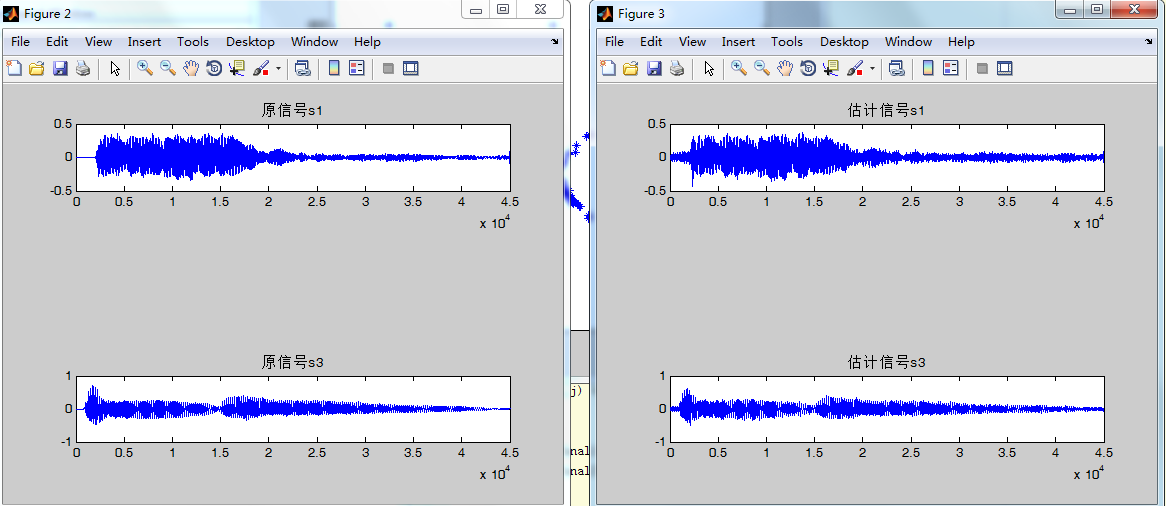 Figure 2
File Edit View Insert Tools Desktop Window Help
原信号s1
0.5
0
-0.5
0 0.5 1 1.5 2 2.5 3 3.5 4 4.5
x 10^4
原信号s3
1
0
-1
0 0.5 1 1.5 2 2.5 3 3.5 4 4.5
x 10^4
j)
nal
nal
Figure 3
File Edit View Insert Tools Desktop Window Help
估计信号s1
0.5
0
-0.5
0 0.5 1 1.5 2 2.5 3 3.5 4 4.5
x 10^4
估计信号s3
1
0
-1
0 0.5 1 1.5 2 2.5 3 3.5 4 4.5
x 10^4